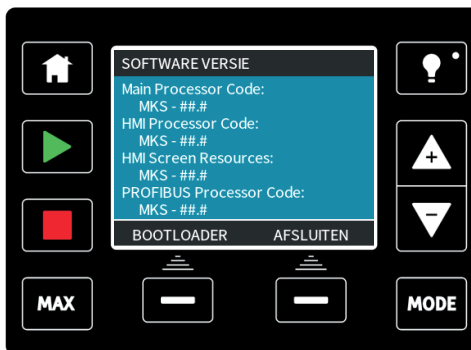 SOFTWARE VERSIE
Main Processor Code:
MKS - ##.#
HMI Processor Code:
MKS - ##.#
HMI Screen Resources:
MKS - ##.#
PROFIBUS Processor Code:
MKS - ##.#
BOOTLOADER AFSLUITEN
+
−
MAX
MODE